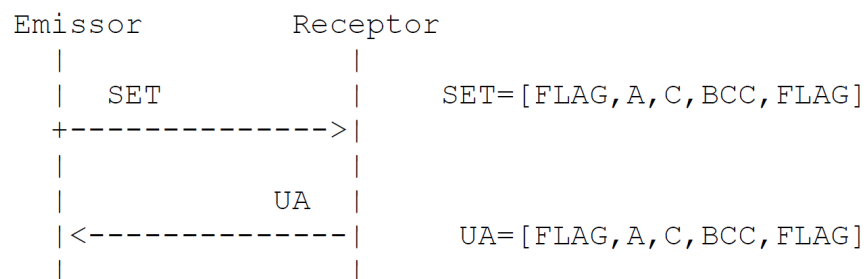 Emissor Receptor
| |
| SET | SET=[FLAG,A,C,BCC,FLAG]
+-------------->|
| |
| UA |
|<--------------| UA=[FLAG,A,C,BCC,FLAG]
| |